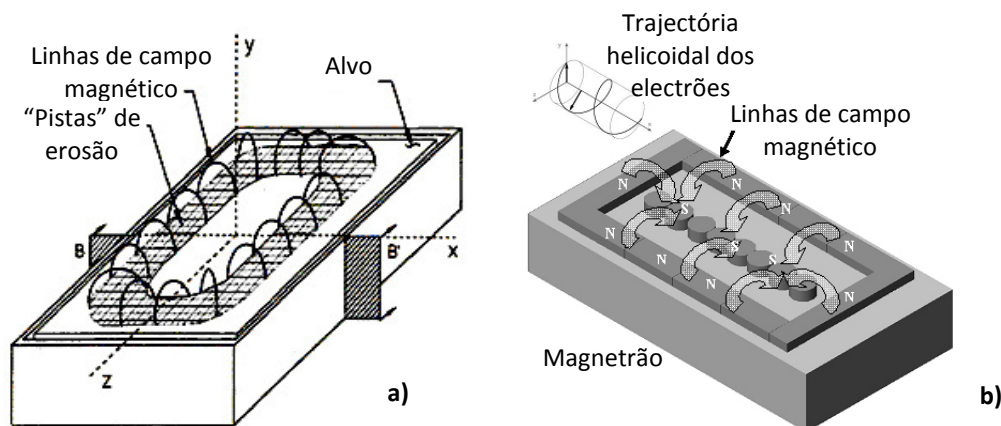 y
Linhas de campo
magnético
Alvo
"Pistas" de
erosão
B
B'
x
z
a)
Trajectória
helicoidal dos
electrões
Linhas de campo
magnético
N
N
S
N
N
N
S
N
N
S
N
N
N
Magnetrão
b)